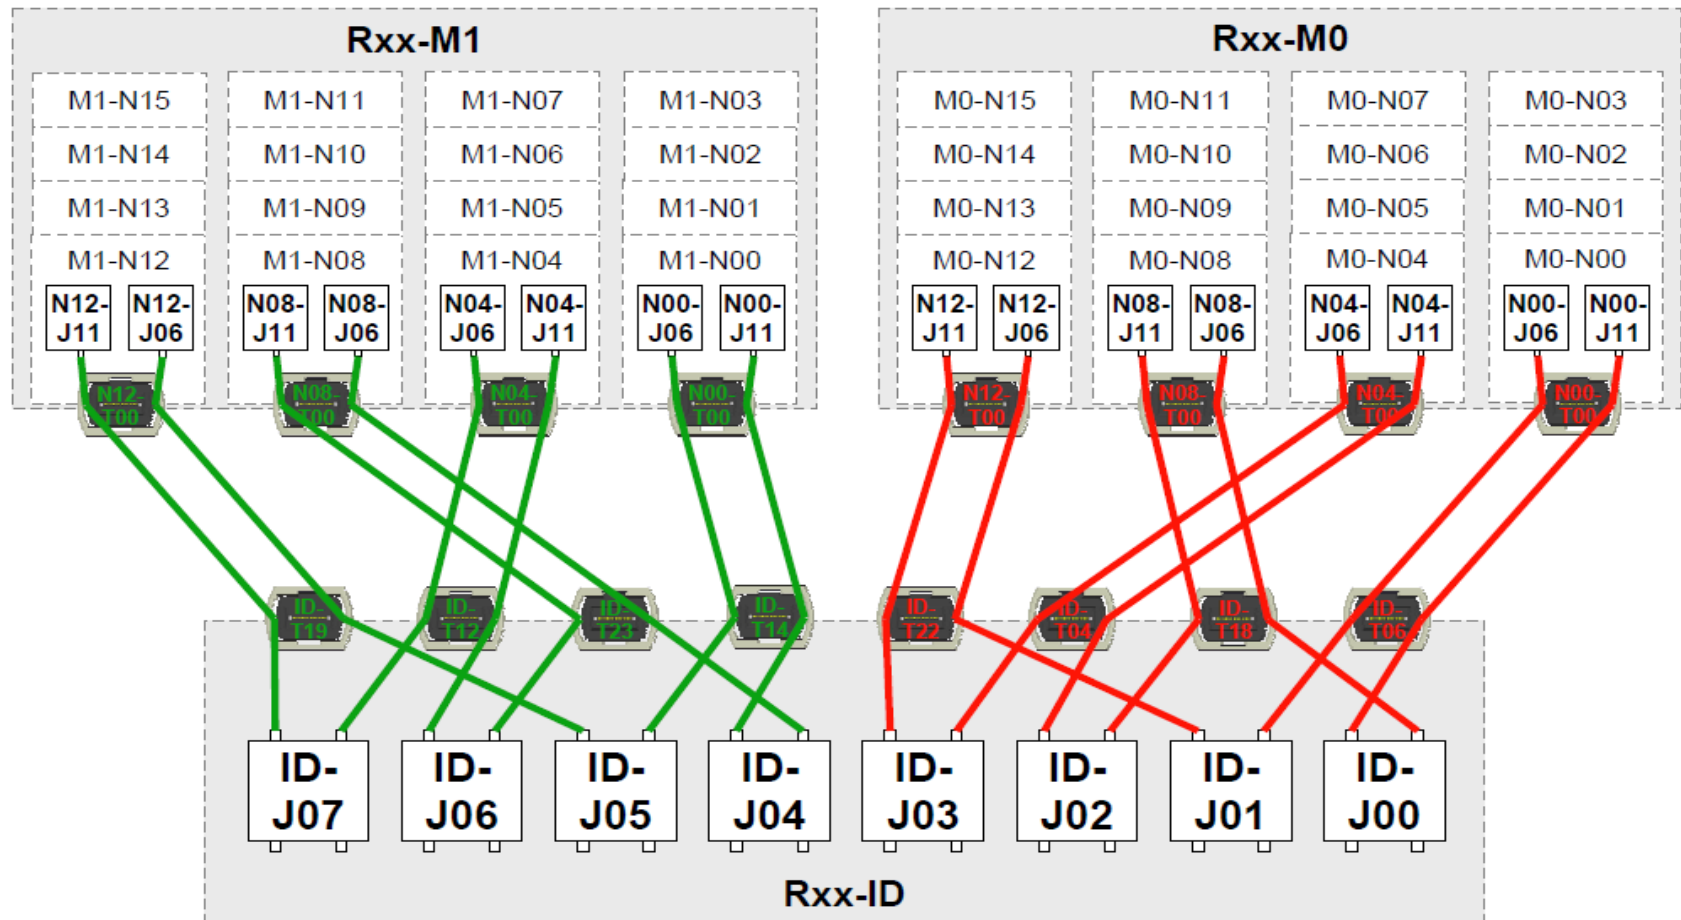 Rxx-M1
Rxx-M0
M1-N15
M1-N11
M1-N07
M1-N03
M0-N15
M0-N11
M0-N07
M0-N03
M1-N14
M1-N10
M1-N06
M1-N02
M0-N14
M0-N10
M0-N06
M0-N02
M1-N13
M1-N09
M1-N05
M1-N01
M0-N13
M0-N09
M0-N05
M0-N01
M1-N12
M1-N08
M1-N04
M1-N00
M0-N12
M0-N08
M0-N04
M0-N00
N12-
J11
N12-
J06
N08-
J11
N08-
J06
N04-
J06
N04-
J11
N00-
J06
N00-
J11
N12-
J11
N12-
J06
N08-
J11
N08-
J06
N04-
J06
N04-
J11
N00-
J06
N00-
J11
N12-
T00
N08-
T00
N04-
T00
N00-
T00
N12-
T00
N08-
T00
N04-
T00
N00-
T00
ID-
T19
ID-
T12
ID-
T23
ID-
T14
ID-
T22
ID-
T04
ID-
T18
ID-
T06
ID-
J07
ID-
J06
ID-
J05
ID-
J04
ID-
J03
ID-
J02
ID-
J01
ID-
J00
Rxx-ID